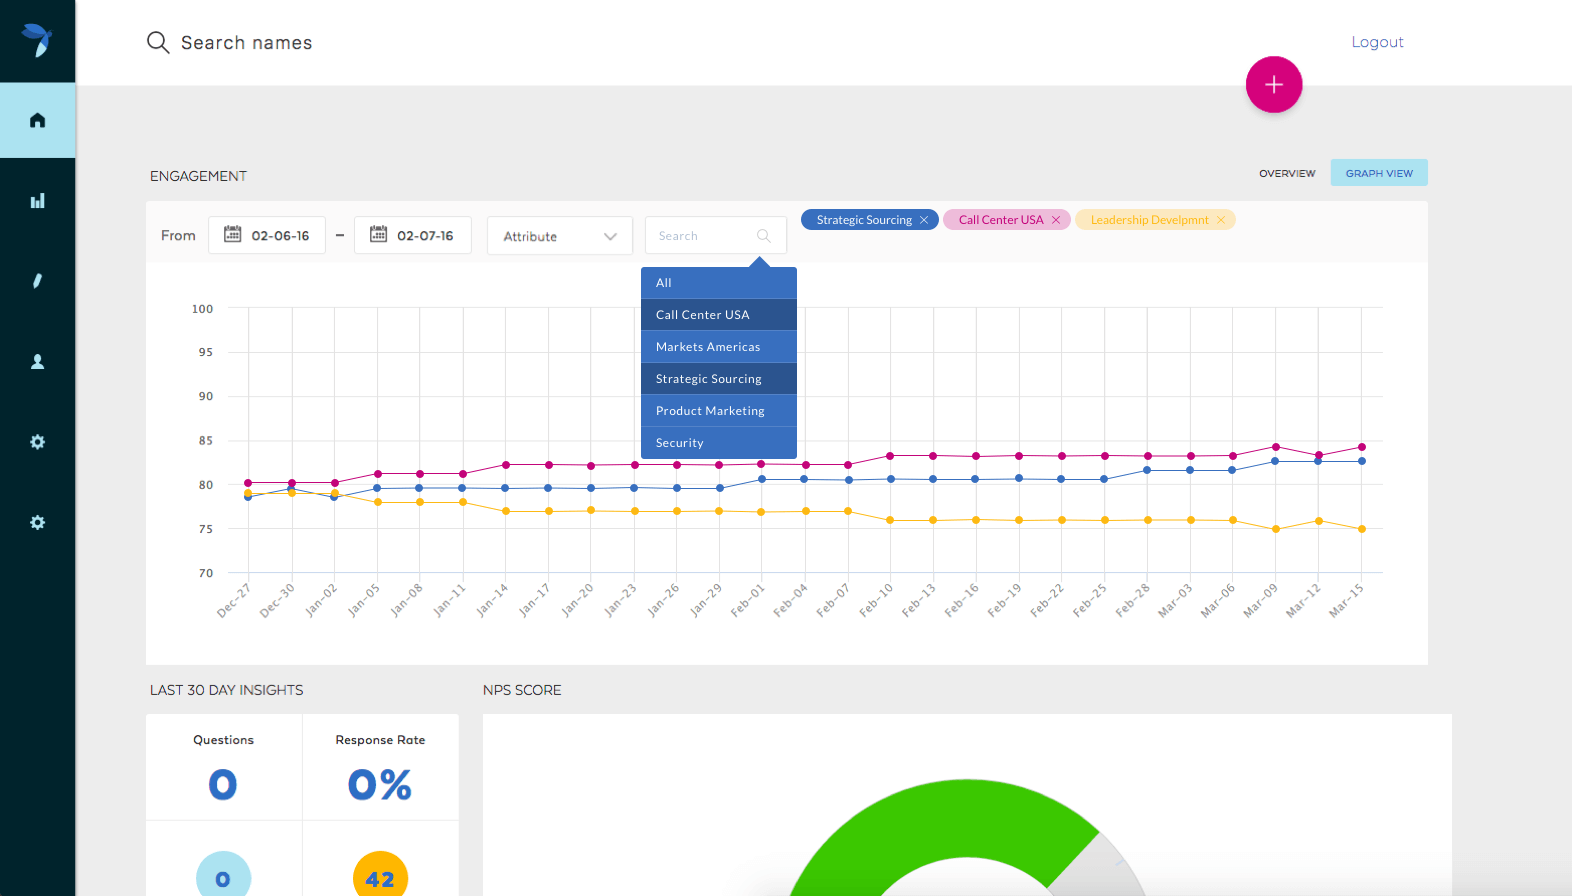 Search names
Logout
+
ENGAGEMENT
OVERVIEW
GRAPH VIEW
From
02-06-16
–
02-07-16
Attribute
Search
Strategic Sourcing ×
Call Center USA ×
Leadership Develpmnt ×
All
Call Center USA
Markets Americas
Strategic Sourcing
Product Marketing
Security
100
95
90
85
80
75
70
Dec-27
Dec-30
Jan-02
Jan-05
Jan-08
Jan-11
Jan-14
Jan-17
Jan-20
Jan-23
Jan-26
Jan-29
Feb-01
Feb-04
Feb-07
Feb-10
Feb-13
Feb-16
Feb-19
Feb-22
Feb-25
Feb-28
Mar-03
Mar-06
Mar-09
Mar-12
Mar-15
LAST 30 DAY INSIGHTS
NPS SCORE
Questions
Response Rate
0
0%
0
42